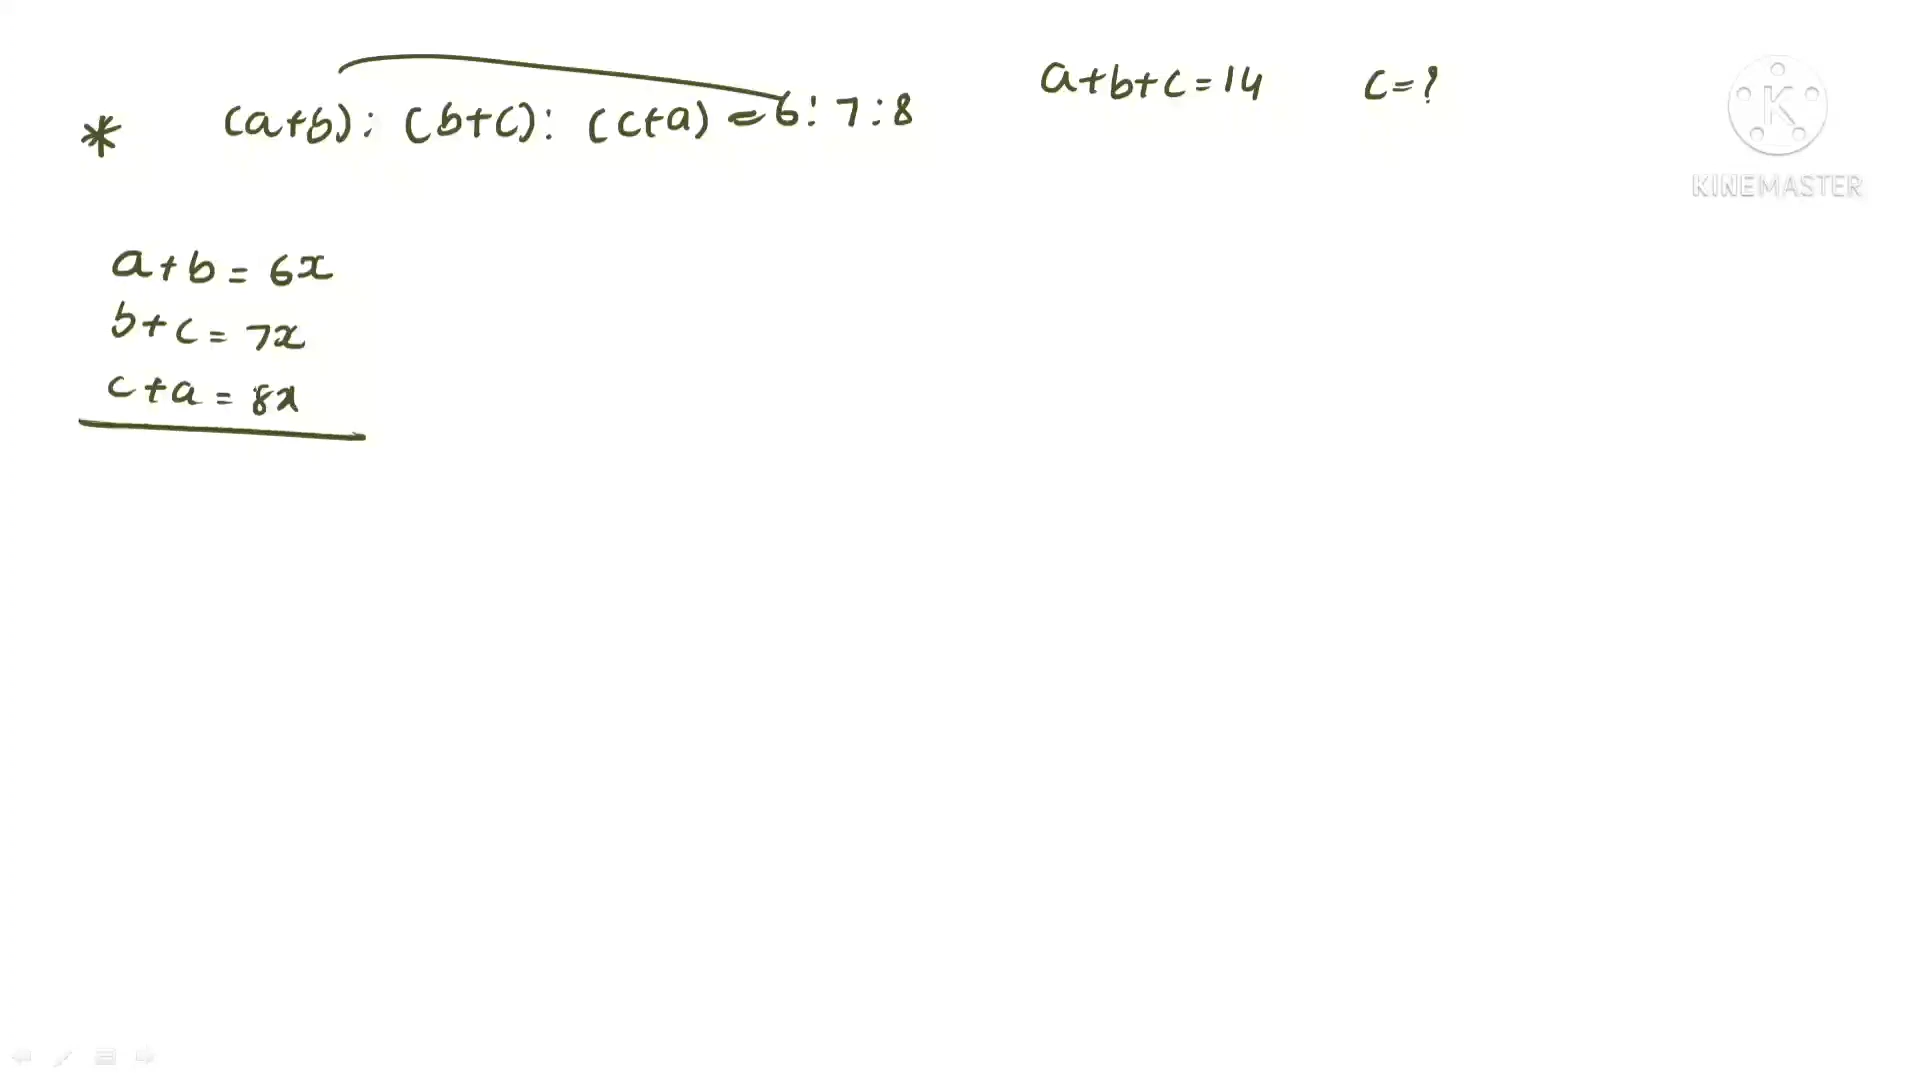 * (a+b) : (b+c) : (c+a) = 6 : 7 : 8 a+b+c=14 c=?
KINEMASTER
a+b = 6x
b+c = 7x
c+a = 8x